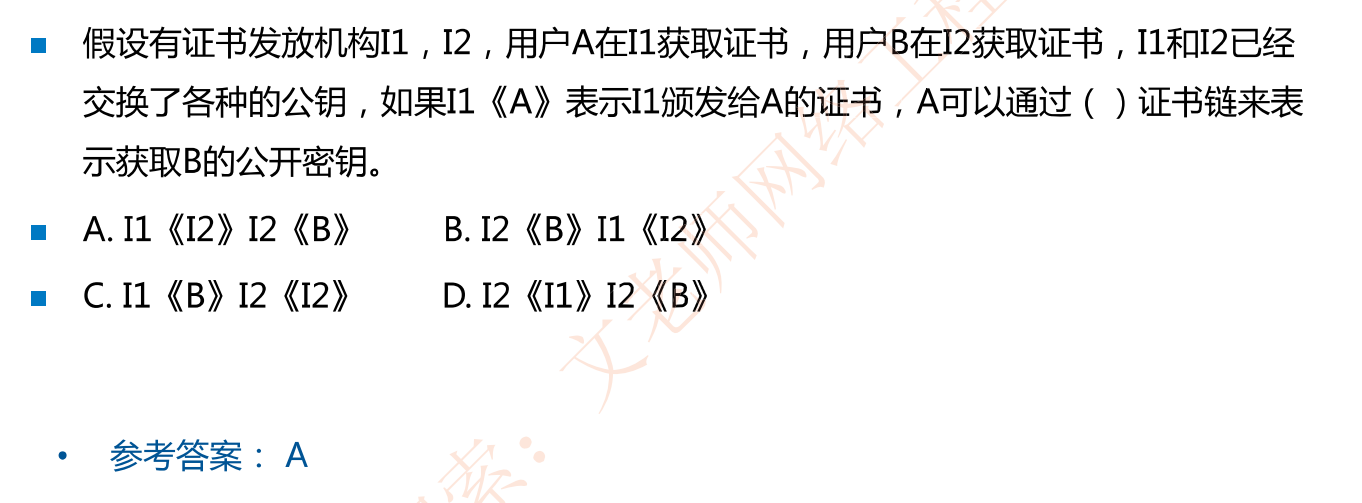 假设有证书发放机构I1，I2，用户A在I1获取证书，用户B在I2获取证书，I1和I2已经
交换了各种的公钥，如果I1《A》表示I1颁发给A的证书，A可以通过（ ）证书链来表
示获取B的公开密钥。
A. I1《I2》I2《B》 B. I2《B》I1《I2》
C. I1《B》I2《I2》 D. I2《I1》I2《B》
参考答案： A
索：文老师网络工程